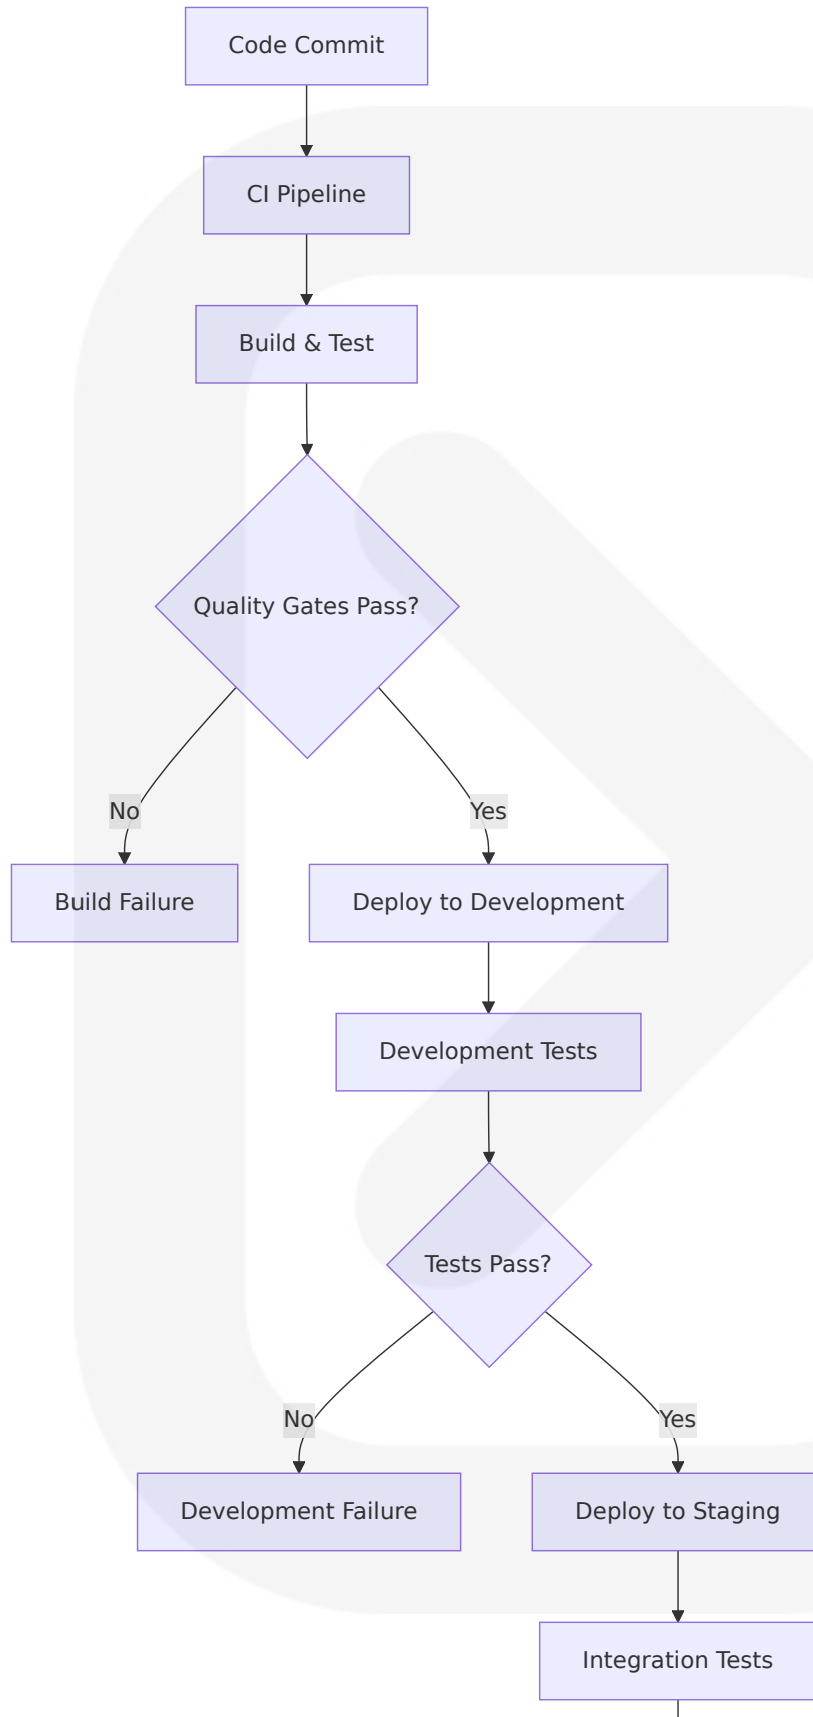 Code Commit
CI Pipeline
Build & Test
Quality Gates Pass?
No
Yes
Build Failure
Deploy to Development
Development Tests
Tests Pass?
No
Yes
Development Failure
Deploy to Staging
Integration Tests